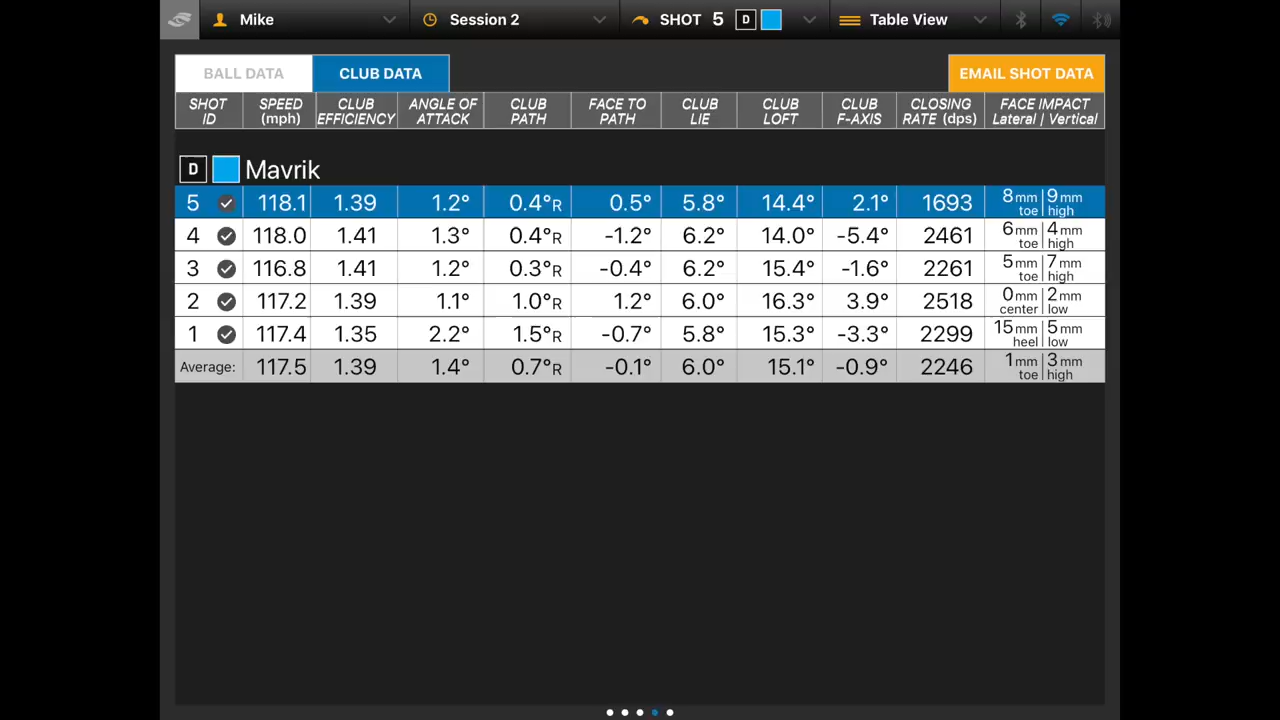 Mike Session 2 SHOT 5 D Table View
BALL DATA CLUB DATA EMAIL SHOT DATA
SHOT ID SPEED (mph) CLUB EFFICIENCY ANGLE OF ATTACK CLUB PATH FACE TO PATH CLUB LIE CLUB LOFT CLUB F-AXIS CLOSING RATE (dps) FACE IMPACT Lateral | Vertical
D Mavrik
5 118.1 1.39 1.2° 0.4°R 0.5° 5.8° 14.4° 2.1° 1693 8mm toe | 9mm high
4 118.0 1.41 1.3° 0.4°R -1.2° 6.2° 14.0° -5.4° 2461 6mm toe | 4mm high
3 116.8 1.41 1.2° 0.3°R -0.4° 6.2° 15.4° -1.6° 2261 5mm toe | 7mm high
2 117.2 1.39 1.1° 1.0°R 1.2° 6.0° 16.3° 3.9° 2518 0mm center | 2mm low
1 117.4 1.35 2.2° 1.5°R -0.7° 5.8° 15.3° -3.3° 2299 15mm heel | 5mm low
Average: 117.5 1.39 1.4° 0.7°R -0.1° 6.0° 15.1° -0.9° 2246 1mm toe | 3mm high